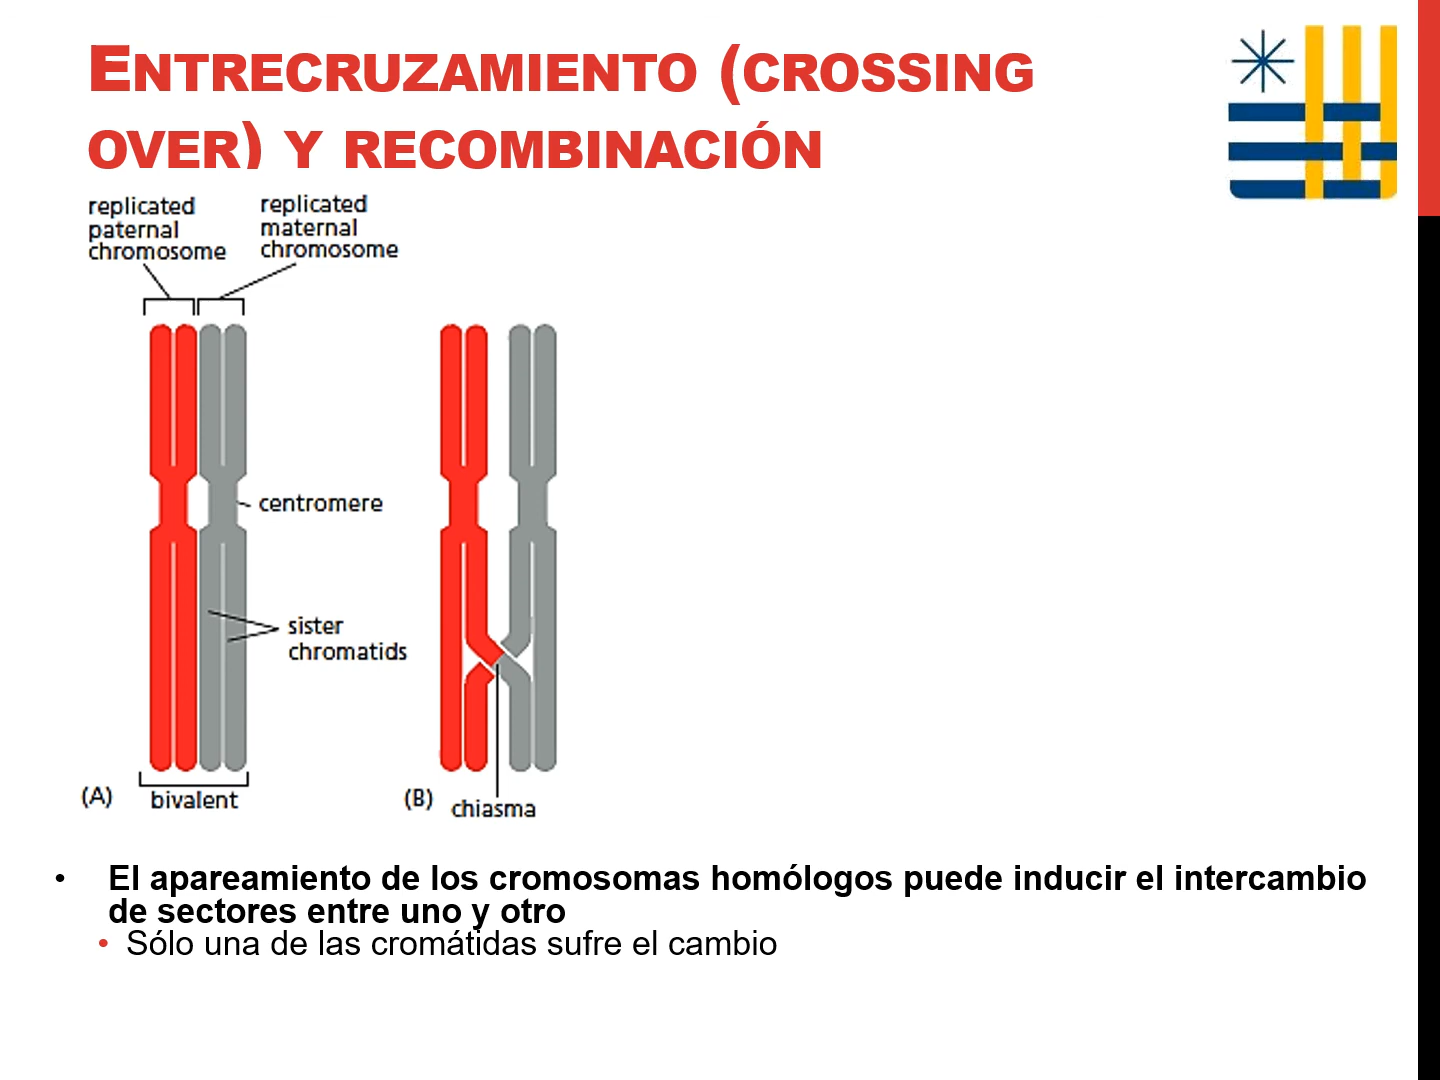 ENTRECRUZAMIENTO (CROSSING
OVER) Y RECOMBINACIÓN
replicated
paternal
chromosome
replicated
maternal
chromosome
centromere
sister
chromatids
(A)
bivalent
(B)
chiasma
• El apareamiento de los cromosomas homólogos puede inducir el intercambio
de sectores entre uno y otro
• Sólo una de las cromátidas sufre el cambio